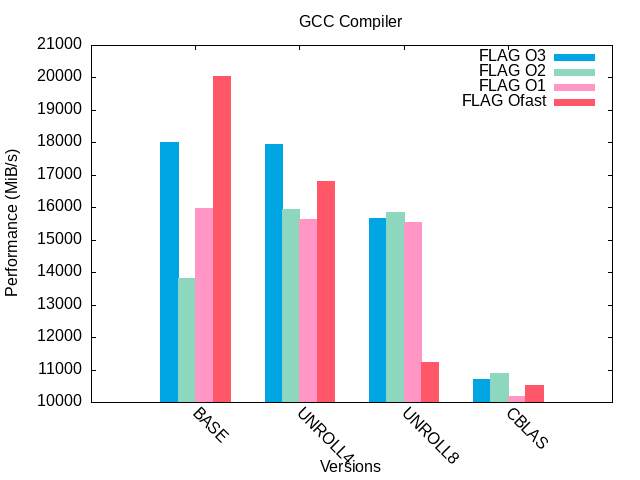 GCC Compiler
21000
20000
19000
18000
17000
16000
15000
14000
13000
12000
11000
10000
Performance (MiB/s)
FLAG O3
FLAG O2
FLAG O1
FLAG Ofast
BASE
UNROLL4
UNROLL8
CBLAS
Versions